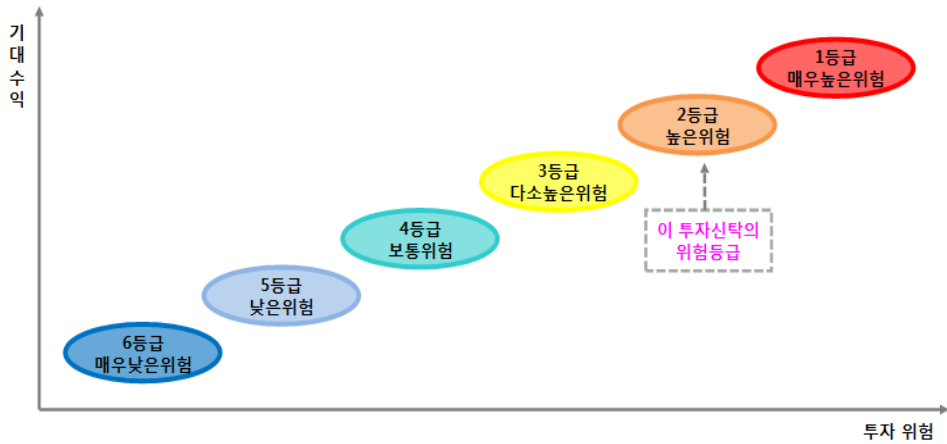 기대수익
1등급
매우높은위험
2등급
높은위험
3등급
다소높은위험
이 투자신탁의
위험등급
4등급
보통위험
5등급
낮은위험
6등급
매우낮은위험
투자 위험